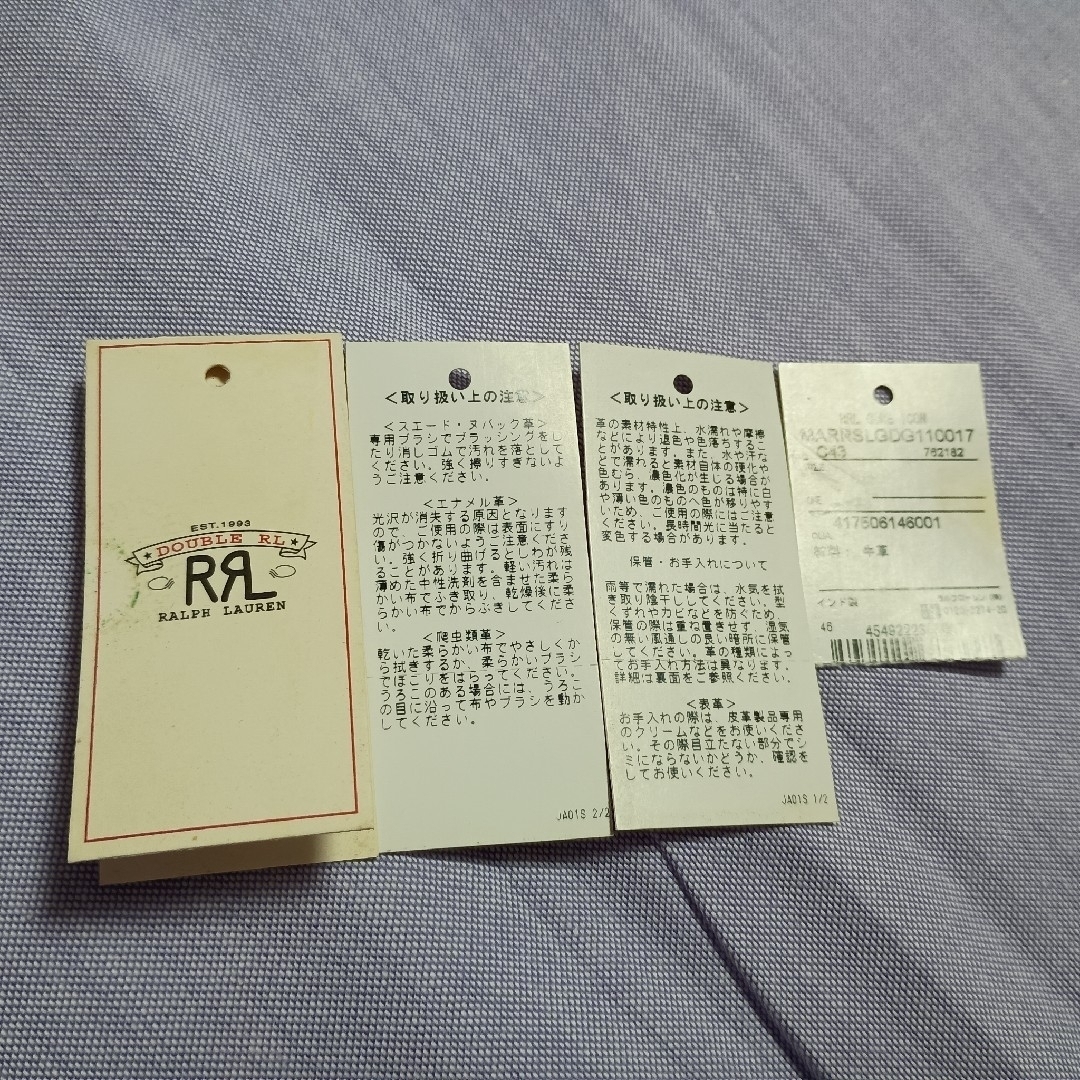 EST.1993
DOUBLE RL
RRL
RALPH LAUREN
<取り扱い上の注意>
<スエード・ヌバック革>
専用ブラシでブラッシングをし
たり消しゴムで汚れを落として
ください。強く擦りすぎないよ
うご注意ください。
<エナメル革>
光沢が消失する原因となります
ので、ご使用の際は表面にすり
傷がつかないようご注意くださ
い。強く折り曲げるとしわが残
ることがあります。軽い汚れは
薄めた中性洗剤を含ませた柔ら
かい布でふき取り、乾燥後に柔
らかい布でからぶきしてくださ
い。
<爬虫類革>
乾いた柔らかい布でやさしくか
ら拭きするか、柔らかいブラシ
でほこりをはらってください。
うろこのある場合には、うろこ
の目に沿って布やブラシを動か
してください。
JA01S 2/2
<取り扱い上の注意>
革の素材特性上、水濡れや摩擦
などにより退色や色落ちするこ
とがあります。また、水や汗な
どで濡れると素材自体の硬化や
色むら、濃色化が生じる場合が
あります。濃色のものは特に白
や薄い色のものへ色が移りやす
いため、ご使用の際にはご注意
ください。長時間光に当たると
変色する場合があります。
保管・お手入れについて
雨等で濡れた場合は、水気を拭
き取り陰干ししてください。型
くずれやカビなどを防ぐため、
保管の際は重ね置きせず、湿気
の無い風通しの良い暗所に保管
してください。革の種類によっ
てお手入れ方法は異なります。
詳細は裏面をご参照ください。
<表革>
お手入れの際は、皮革製品専用
のクリームなどをお使いくださ
い。その際目立たない部分でシ
ミにならないかどうか、確認を
してお使いください。
JA01S 1/2
MARRSLGDG110017
C43 762182
417506146001
牛革
インド製
46